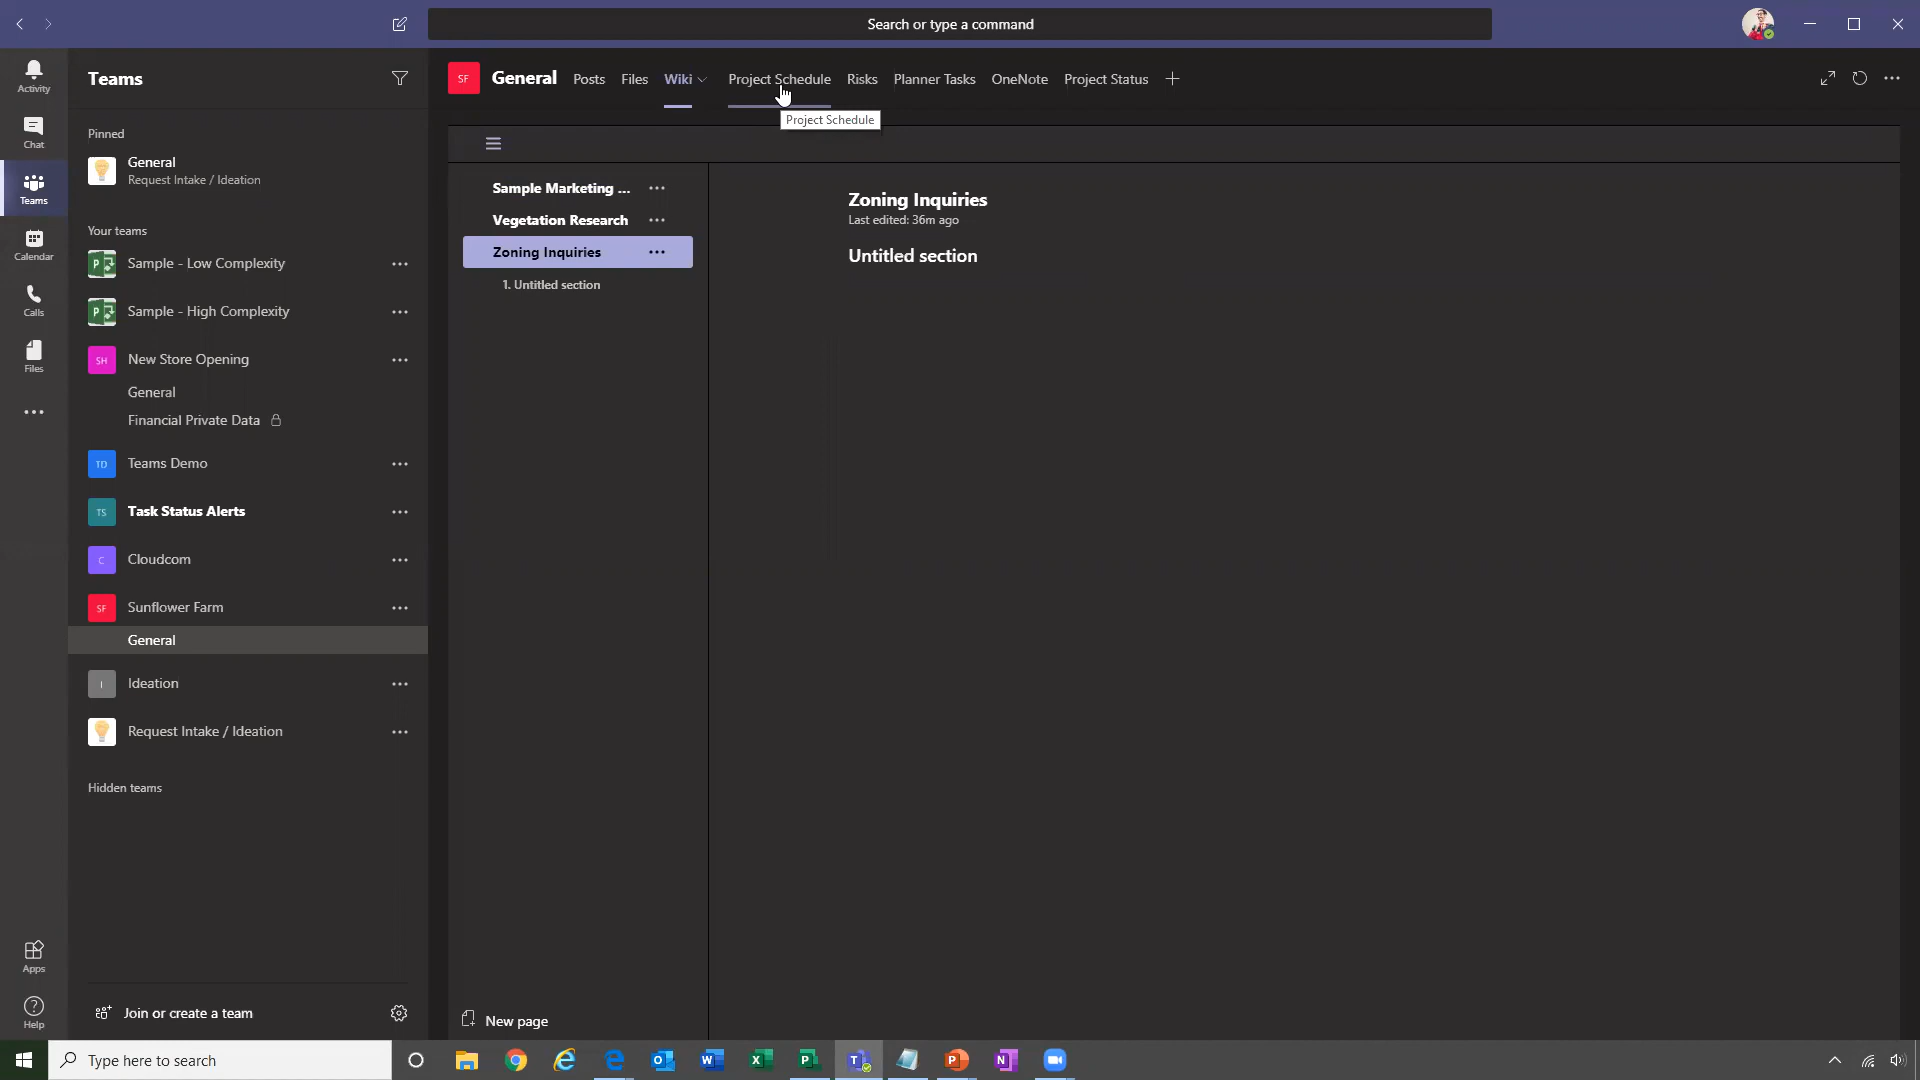 Search or type a command
Activity
Chat
Teams
Calendar
Calls
Files
Apps
Help
Teams
Pinned
General
Request Intake / Ideation
Your teams
Sample - Low Complexity
Sample - High Complexity
SH New Store Opening
General
Financial Private Data
TD Teams Demo
TS Task Status Alerts
C Cloudcom
SF Sunflower Farm
General
I Ideation
Request Intake / Ideation
Hidden teams
Join or create a team
SF General Posts Files Wiki Project Schedule Risks Planner Tasks OneNote Project Status
Project Schedule
Sample Marketing ...
Vegetation Research
Zoning Inquiries
1. Untitled section
New page
Zoning Inquiries
Last edited: 36m ago
Untitled section
Type here to search